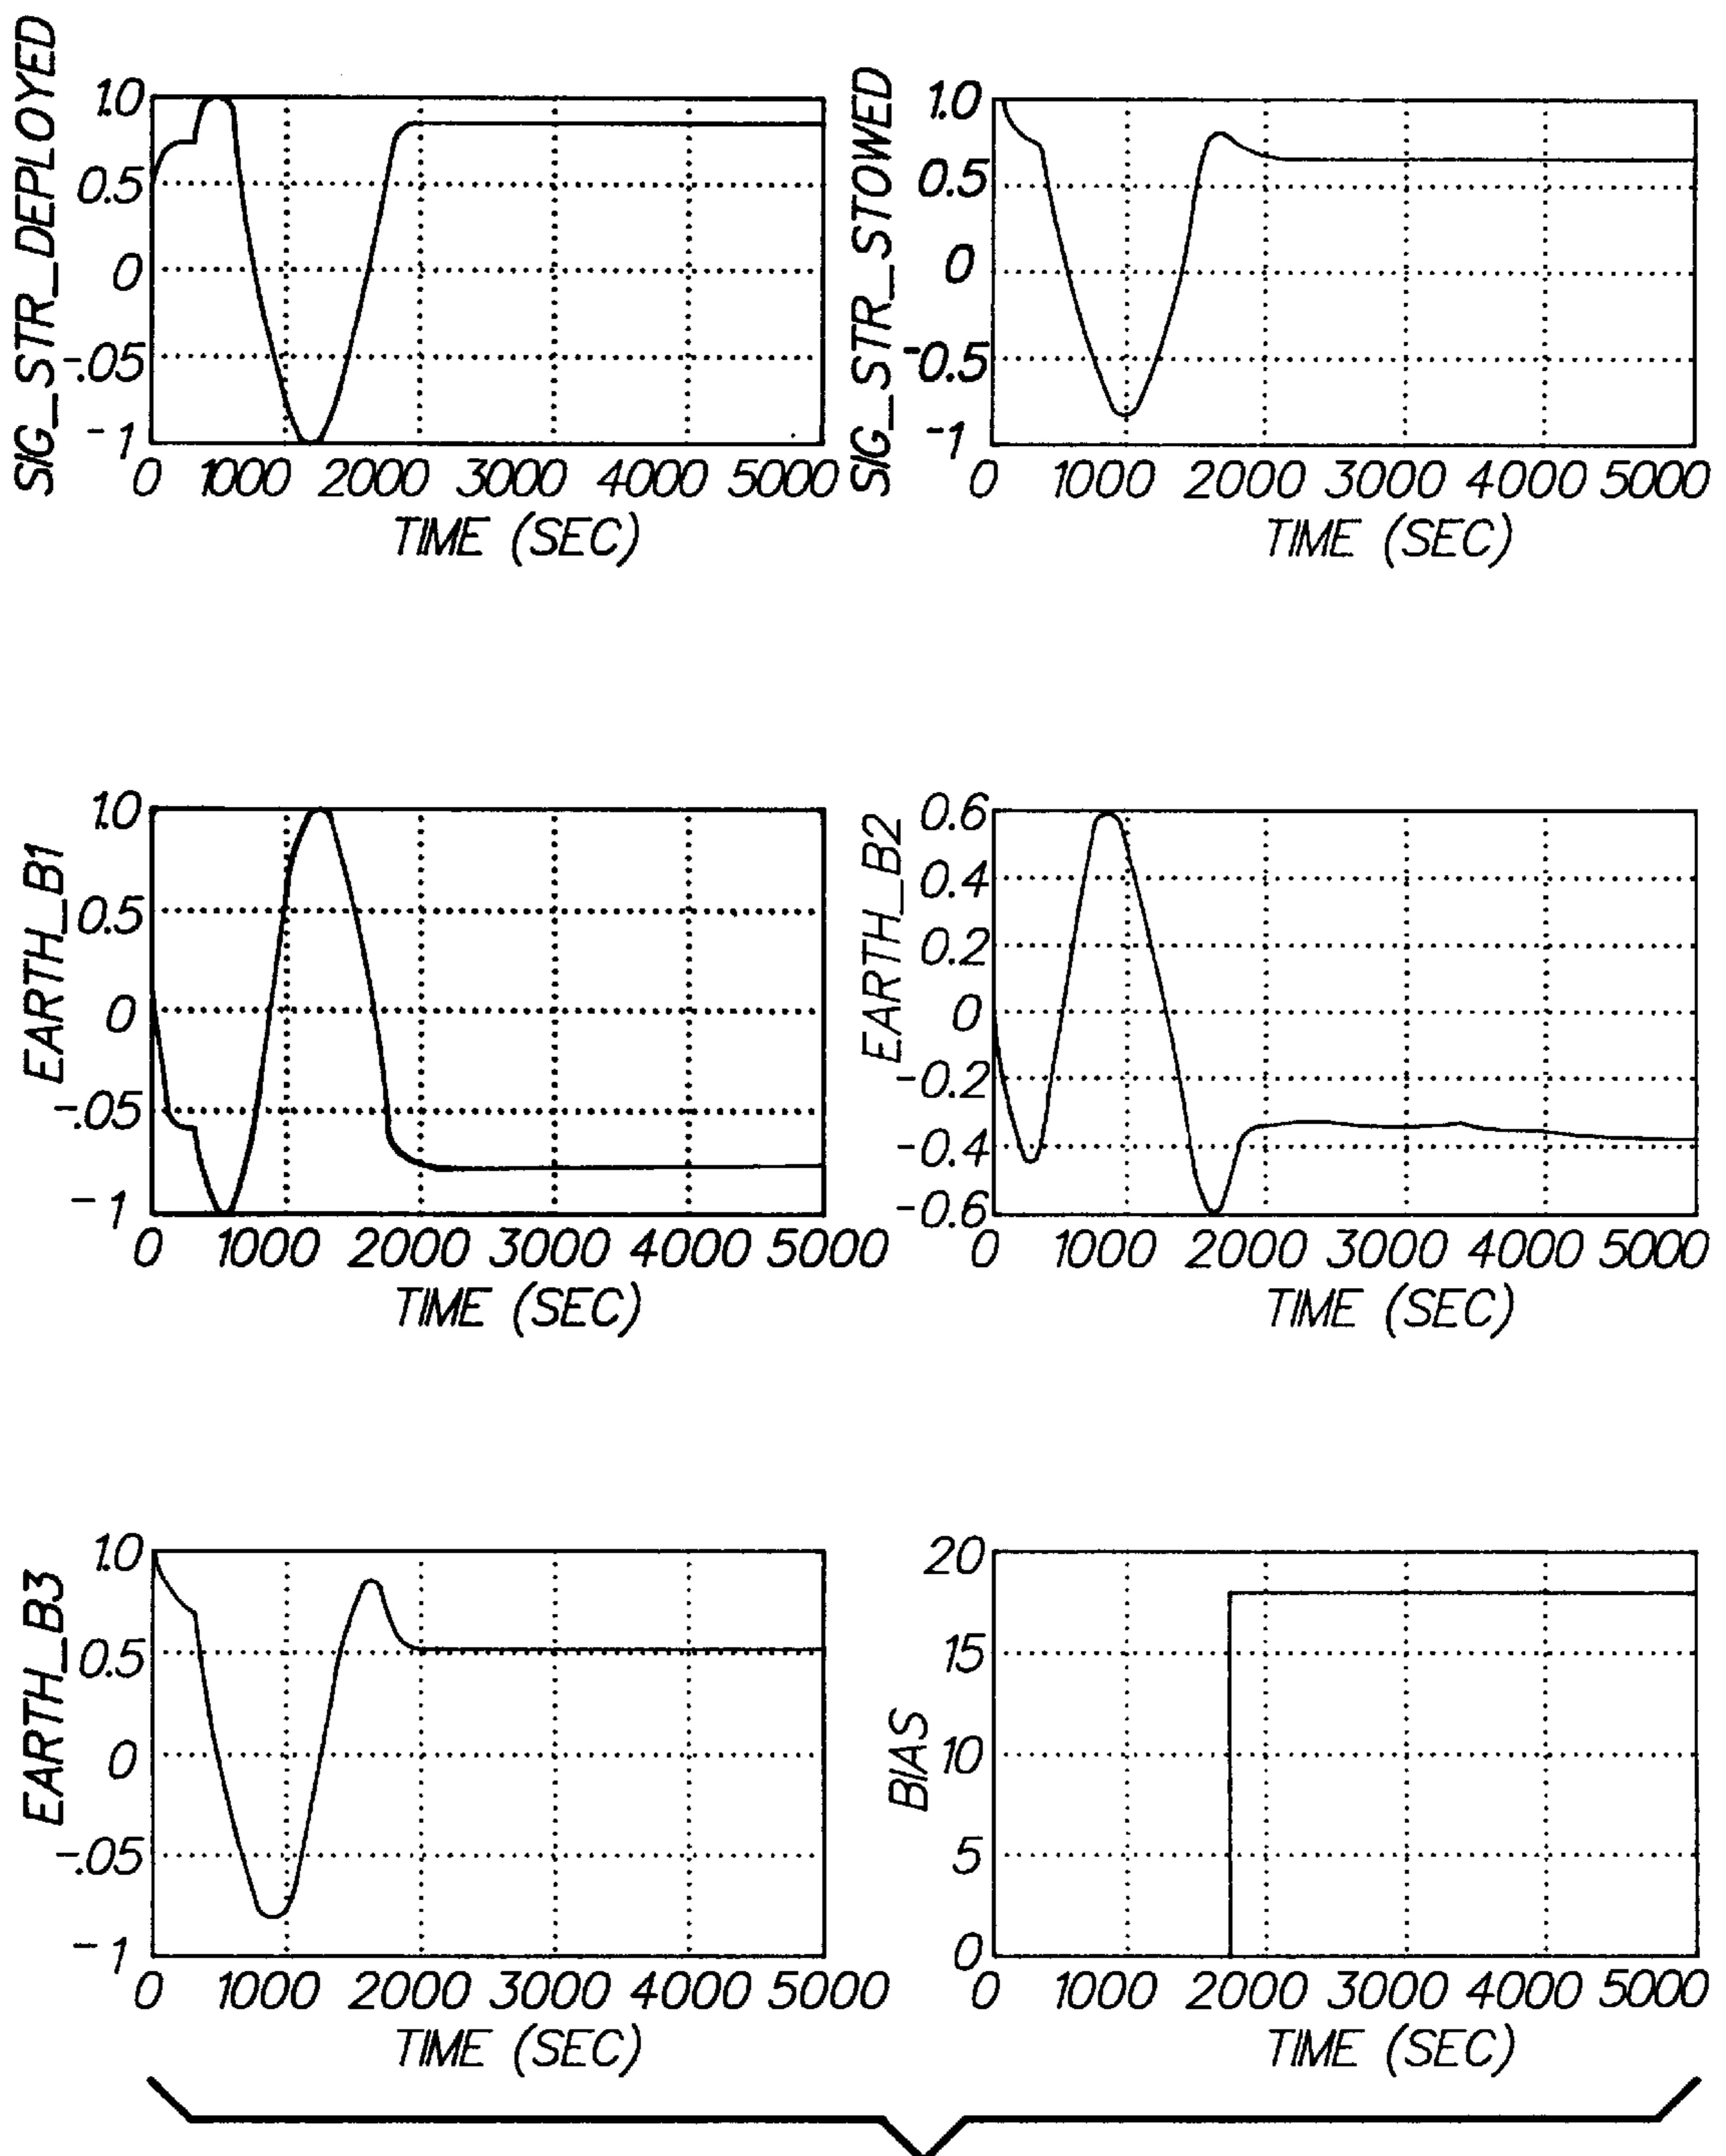 SIG_STR_DEPLOYED
1.0
0.5
0
-.05
-1
0 1000 2000 3000 4000 5000
TIME (SEC)
SIG_STR_STOWED
1.0
0.5
0
-0.5
-1
0 1000 2000 3000 4000 5000
TIME (SEC)
EARTH_B1
1.0
0.5
0
-.05
-1
0 1000 2000 3000 4000 5000
TIME (SEC)
EARTH_B2
0.6
0.4
0.2
0
-0.2
-0.4
-0.6
0 1000 2000 3000 4000 5000
TIME (SEC)
EARTH_B3
1.0
0.5
0
-.05
-1
0 1000 2000 3000 4000 5000
TIME (SEC)
BIAS
20
15
10
5
0
0 1000 2000 3000 4000 5000
TIME (SEC)